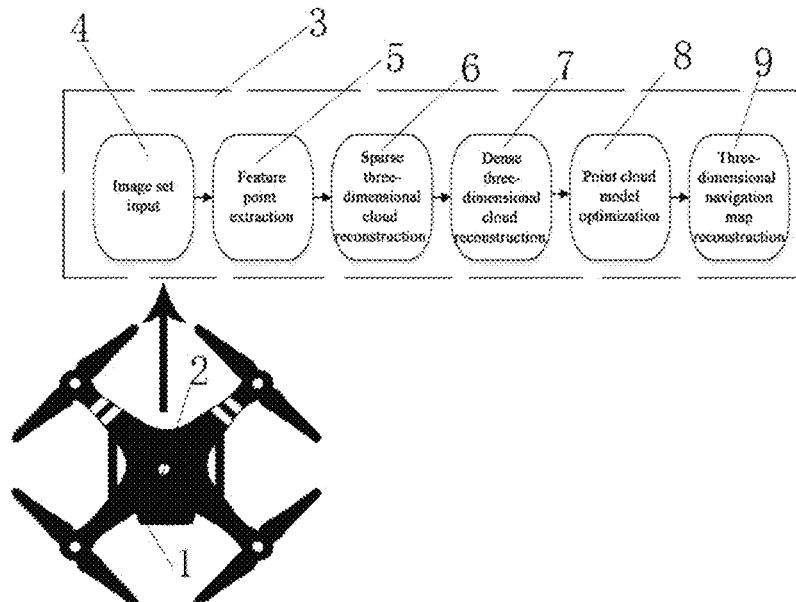 4
3
5
6
7
8
9
Image set
input
Feature
point
extraction
Sparse
three-
dimensional
cloud
reconstruction
Dense
three-
dimensional
cloud
reconstruction
Point cloud
model
optimization
Three-
dimensional
navigation
map
reconstruction
2
1